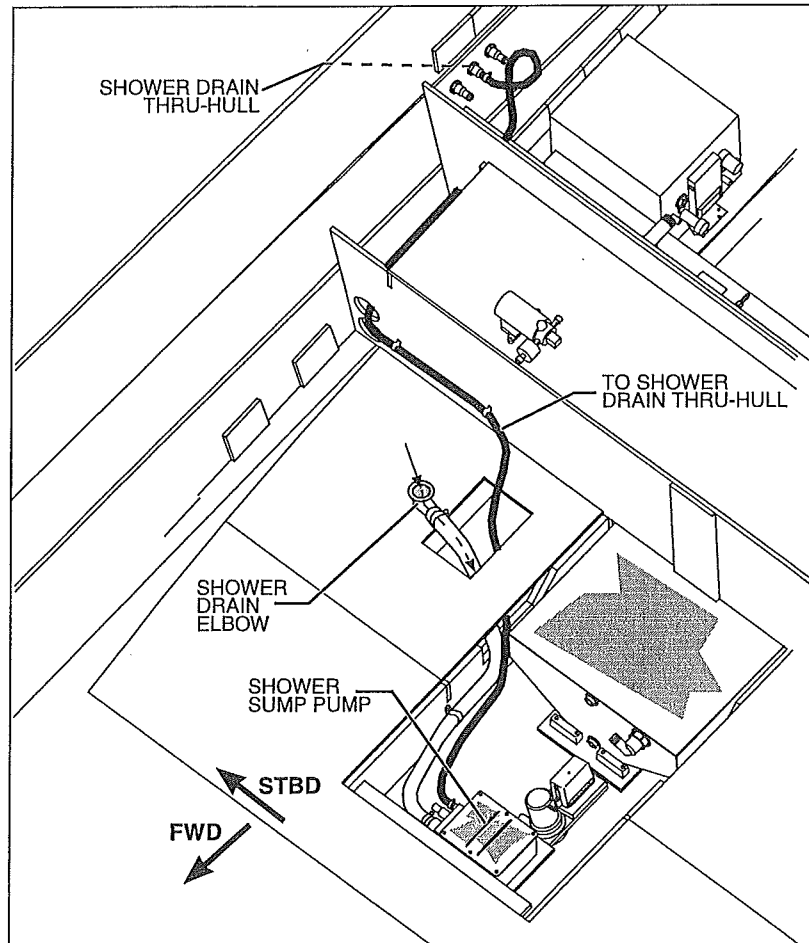 SHOWER DRAIN
THRU-HULL
TO SHOWER
DRAIN THRU-HULL
SHOWER
DRAIN
ELBOW
SHOWER
SUMP PUMP
STBD
FWD